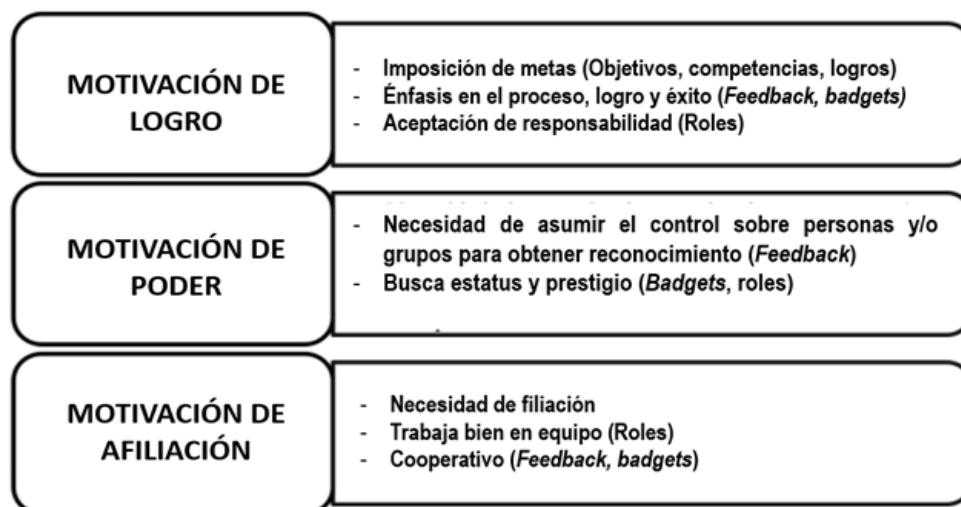 MOTIVACIÓN DE
LOGRO
- Imposición de metas (Objetivos, competencias, logros)
- Énfasis en el proceso, logro y éxito (Feedback, badgets)
- Aceptación de responsabilidad (Roles)
MOTIVACIÓN DE
PODER
- Necesidad de asumir el control sobre personas y/o
grupos para obtener reconocimiento (Feedback)
- Busca estatus y prestigio (Badgets, roles)
MOTIVACIÓN DE
AFILIACIÓN
- Necesidad de filiación
- Trabaja bien en equipo (Roles)
- Cooperativo (Feedback, badgets)